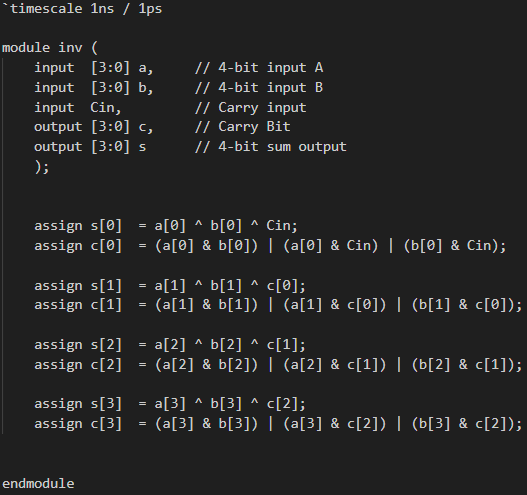 `timescale 1ns / 1ps
module inv (
input  [3:0] a,     // 4-bit input A
input  [3:0] b,     // 4-bit input B
input  Cin,         // Carry input
output [3:0] c,     // Carry Bit
output [3:0] s      // 4-bit sum output
);
assign s[0]  = a[0] ^ b[0] ^ Cin;
assign c[0]  = (a[0] & b[0]) | (a[0] & Cin) | (b[0] & Cin);
assign s[1]  = a[1] ^ b[1] ^ c[0];
assign c[1]  = (a[1] & b[1]) | (a[1] & c[0]) | (b[1] & c[0]);
assign s[2]  = a[2] ^ b[2] ^ c[1];
assign c[2]  = (a[2] & b[2]) | (a[2] & c[1]) | (b[2] & c[1]);
assign s[3]  = a[3] ^ b[3] ^ c[2];
assign c[3]  = (a[3] & b[3]) | (a[3] & c[2]) | (b[3] & c[2]);
endmodule